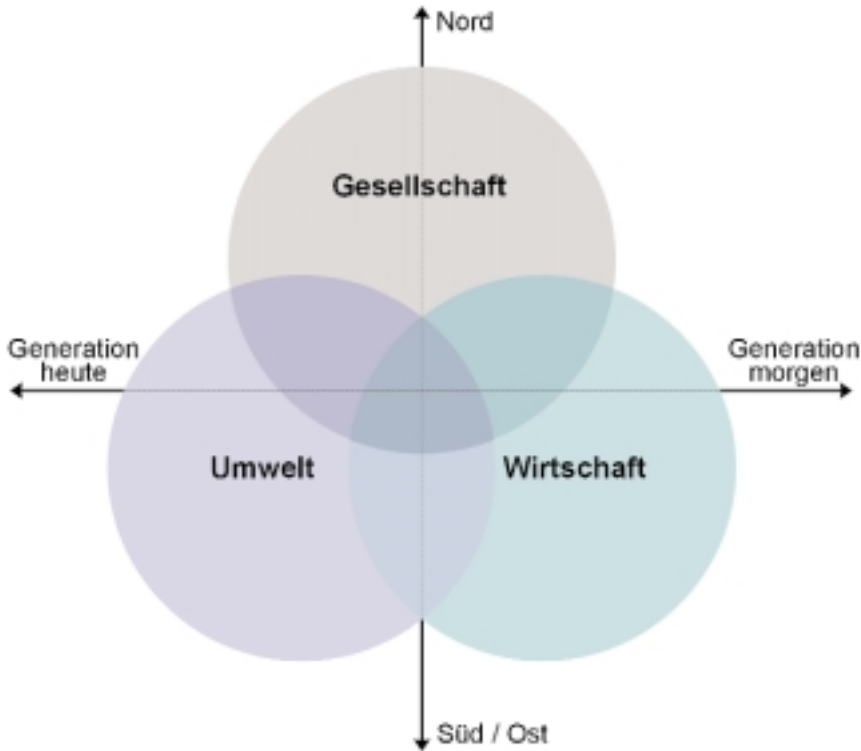 Nord
Gesellschaft
Generation
heute
Generation
morgen
Umwelt
Wirtschaft
Süd / Ost